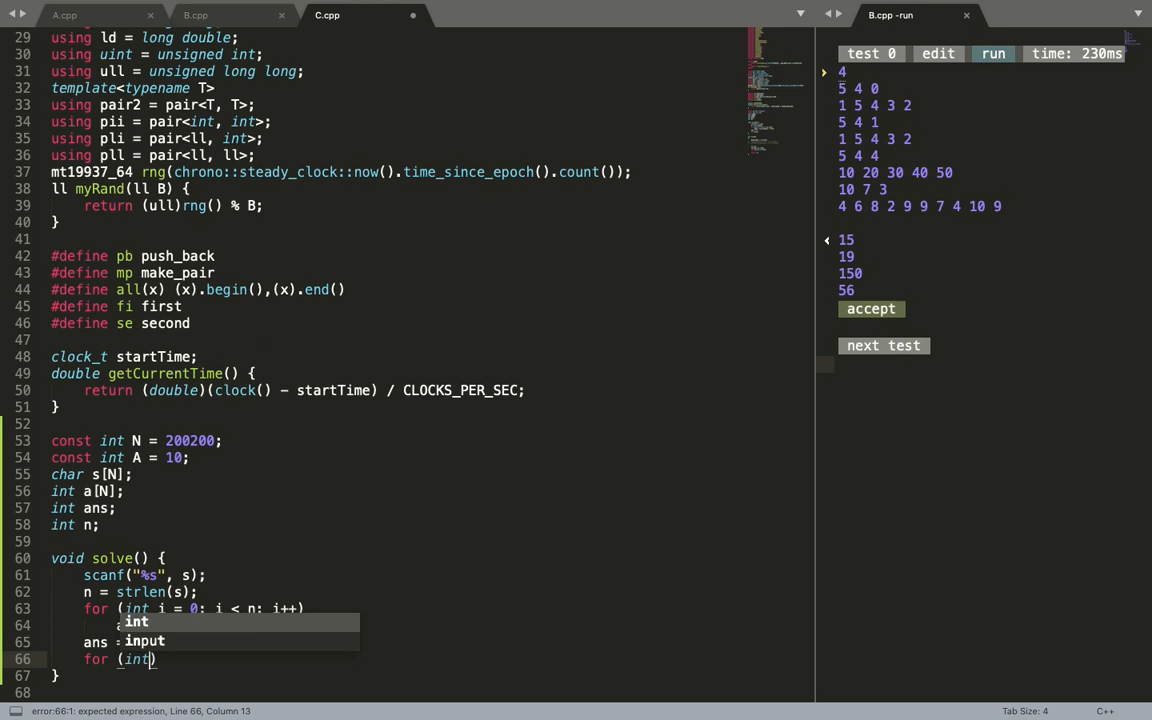 A.cpp
B.cpp
C.cpp
29 using ld = long double;
30 using uint = unsigned int;
31 using ull = unsigned long long;
32 template<typename T>
33 using pair2 = pair<T, T>;
34 using pii = pair<int, int>;
35 using pli = pair<ll, int>;
36 using pll = pair<ll, ll>;
37 mt19937_64 rng(chrono::steady_clock::now().time_since_epoch().count());
38 ll myRand(ll B) {
39     return (ull)rng() % B;
40 }
41
42 #define pb push_back
43 #define mp make_pair
44 #define all(x) (x).begin(),(x).end()
45 #define fi first
46 #define se second
47
48 clock_t startTime;
49 double getCurrentTime() {
50     return (double)(clock() - startTime) / CLOCKS_PER_SEC;
51 }
52
53 const int N = 200200;
54 const int A = 10;
55 char s[N];
56 int a[N];
57 int ans;
58 int n;
59
60 void solve() {
61     scanf("%s", s);
62     n = strlen(s);
63     for (int i = 0; i < n; i++)
64
65     ans =
66     for (int)
67 }
68
int
input
error:66:1: expected expression, Line 66, Column 13
Tab Size: 4
C++
B.cpp -run
test 0 edit run time: 230ms
4
5 4 0
1 5 4 3 2
5 4 1
1 5 4 3 2
5 4 4
10 20 30 40 50
10 7 3
4 6 8 2 9 9 7 4 10 9
15
19
150
56
accept
next test